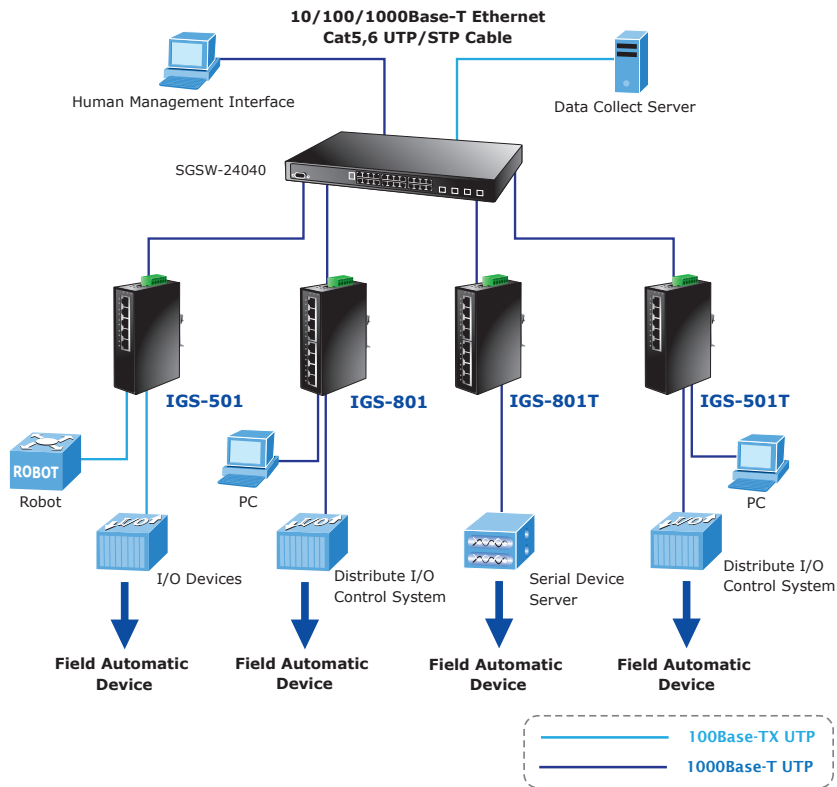 10/100/1000Base-T Ethernet
Cat5,6 UTP/STP Cable
Human Management Interface
Data Collect Server
SGSW-24040
IGS-501
IGS-801
IGS-801T
IGS-501T
ROBOT
Robot
PC
PC
I/O
I/O
I/O
I/O Devices
Distribute I/O
Control System
Serial Device
Server
Distribute I/O
Control System
Field Automatic
Device
Field Automatic
Device
Field Automatic
Device
Field Automatic
Device
100Base-TX UTP
1000Base-T UTP